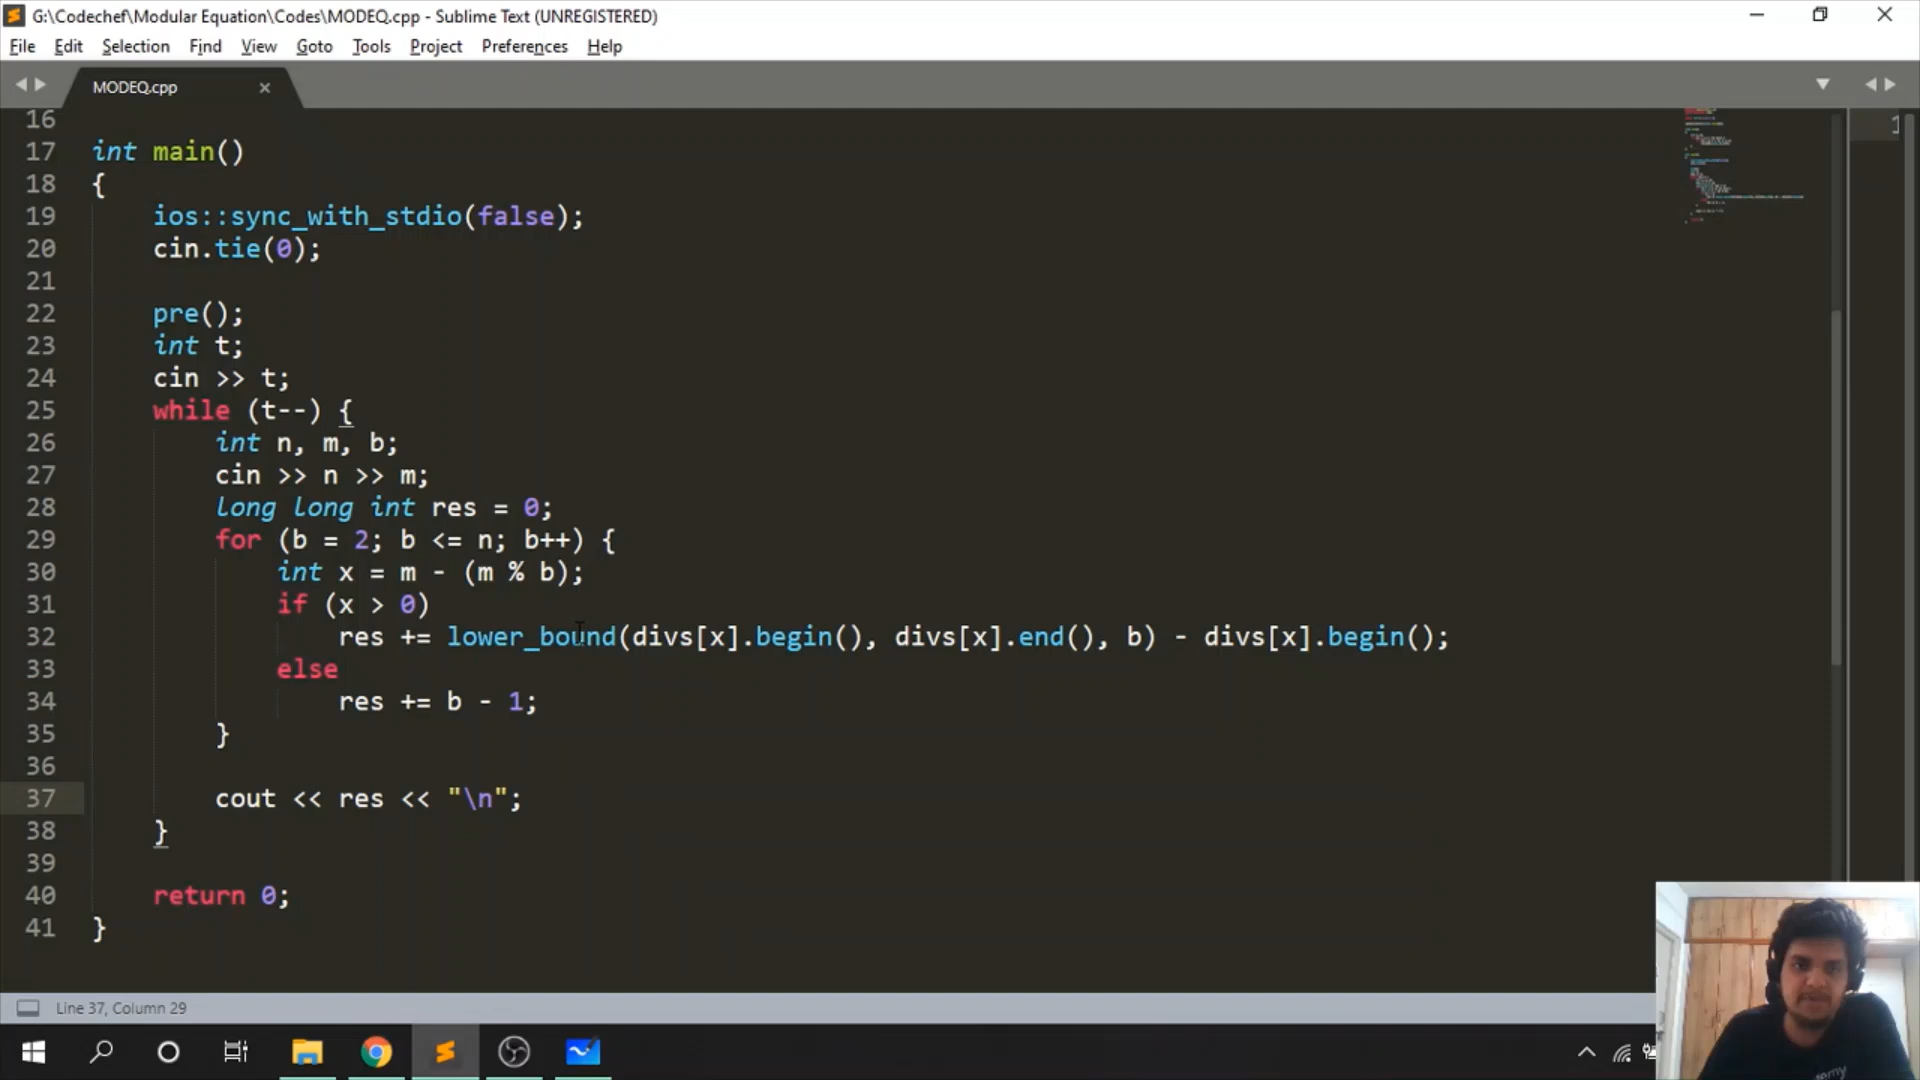 G:\Codechef\Modular Equation\Codes\MODEQ.cpp - Sublime Text (UNREGISTERED)
File Edit Selection Find View Goto Tools Project Preferences Help
MODEQ.cpp
16
17 int main()
18 {
19     ios::sync_with_stdio(false);
20     cin.tie(0);
21
22     pre();
23     int t;
24     cin >> t;
25     while (t--) {
26         int n, m, b;
27         cin >> n >> m;
28         long long int res = 0;
29         for (b = 2; b <= n; b++) {
30             int x = m - (m % b);
31             if (x > 0)
32                 res += lower_bound(divs[x].begin(), divs[x].end(), b) - divs[x].begin();
33             else
34                 res += b - 1;
35         }
36
37         cout << res << "\n";
38     }
39
40     return 0;
41 }
1
Line 37, Column 29